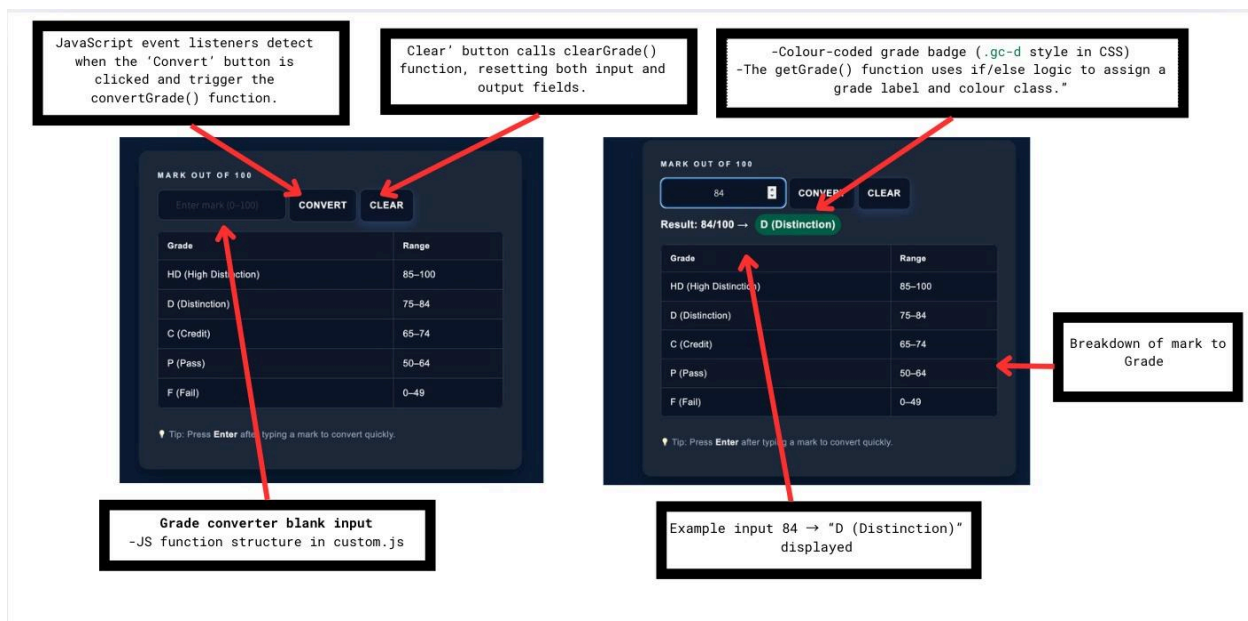 JavaScript event listeners detect
when the ‘Convert’ button is
clicked and trigger the
convertGrade() function.
Clear’ button calls clearGrade()
function, resetting both input and
output fields.
-Colour-coded grade badge (.gc-d style in CSS)
-The getGrade() function uses if/else logic to assign a
grade label and colour class.”
MARK OUT OF 100
Enter mark (0–100)
CONVERT
CLEAR
Grade
Range
HD (High Distinction)
85–100
D (Distinction)
75–84
C (Credit)
65–74
P (Pass)
50–64
F (Fail)
0–49
Tip: Press Enter after typing a mark to convert quickly.
MARK OUT OF 100
84
CONVERT
CLEAR
Result: 84/100 → D (Distinction)
Grade
Range
HD (High Distinction)
85–100
D (Distinction)
75–84
C (Credit)
65–74
P (Pass)
50–64
F (Fail)
0–49
Tip: Press Enter after typing a mark to convert quickly.
Breakdown of mark to
Grade
Grade converter blank input
-JS function structure in custom.js
Example input 84 → “D (Distinction)”
displayed